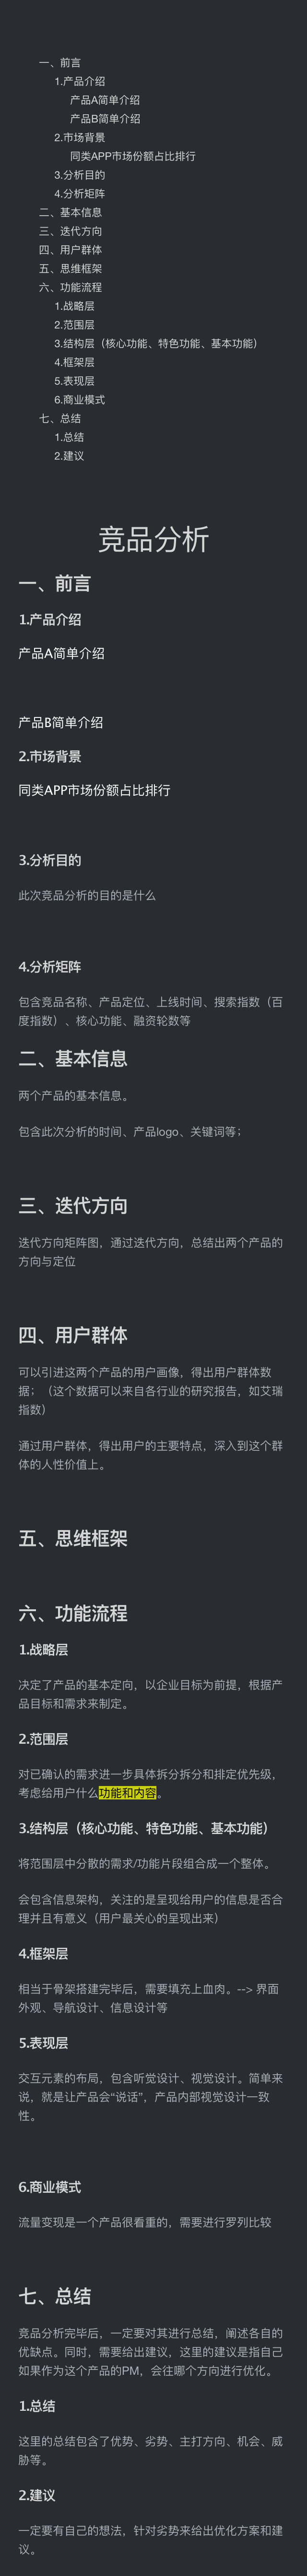 一、前言
1.产品介绍
产品A简单介绍
产品B简单介绍
2.市场背景
同类APP市场份额占比排行
3.分析目的
4.分析矩阵
二、基本信息
三、迭代方向
四、用户群体
五、思维框架
六、功能流程
1.战略层
2.范围层
3.结构层（核心功能、特色功能、基本功能）
4.框架层
5.表现层
6.商业模式
七、总结
1.总结
2.建议
竞品分析
一、前言
1.产品介绍
产品A简单介绍
产品B简单介绍
2.市场背景
同类APP市场份额占比排行
3.分析目的
此次竞品分析的目的是什么
4.分析矩阵
包含竞品名称、产品定位、上线时间、搜索指数（百
度指数）、核心功能、融资轮数等
二、基本信息
两个产品的基本信息。
包含此次分析的时间、产品logo、关键词等；
三、迭代方向
迭代方向矩阵图，通过迭代方向，总结出两个产品的
方向与定位
四、用户群体
可以引进这两个产品的用户画像，得出用户群体数
据；（这个数据可以来自各行业的研究报告，如艾瑞
指数）
通过用户群体，得出用户的主要特点，深入到这个群
体的人性价值上。
五、思维框架
六、功能流程
1.战略层
决定了产品的基本定向，以企业目标为前提，根据产
品目标和需求来制定。
2.范围层
对已确认的需求进一步具体拆分拆分和排定优先级，
考虑给用户什么功能和内容。
3.结构层（核心功能、特色功能、基本功能）
将范围层中分散的需求/功能片段组合成一个整体。
会包含信息架构，关注的是呈现给用户的信息是否合
理并且有意义（用户最关心的呈现出来）
4.框架层
相当于骨架搭建完毕后，需要填充上血肉。--> 界面
外观、导航设计、信息设计等
5.表现层
交互元素的布局，包含听觉设计、视觉设计。简单来
说，就是让产品会“说话”，产品内部视觉设计一致
性。
6.商业模式
流量变现是一个产品很看重的，需要进行罗列比较
七、总结
竞品分析完毕后，一定要对其进行总结，阐述各自的
优缺点。同时，需要给出建议，这里的建议是指自己
如果作为这个产品的PM，会往哪个方向进行优化。
1.总结
这里的总结包含了优势、劣势、主打方向、机会、威
胁等。
2.建议
一定要有自己的想法，针对劣势来给出优化方案和建
议。